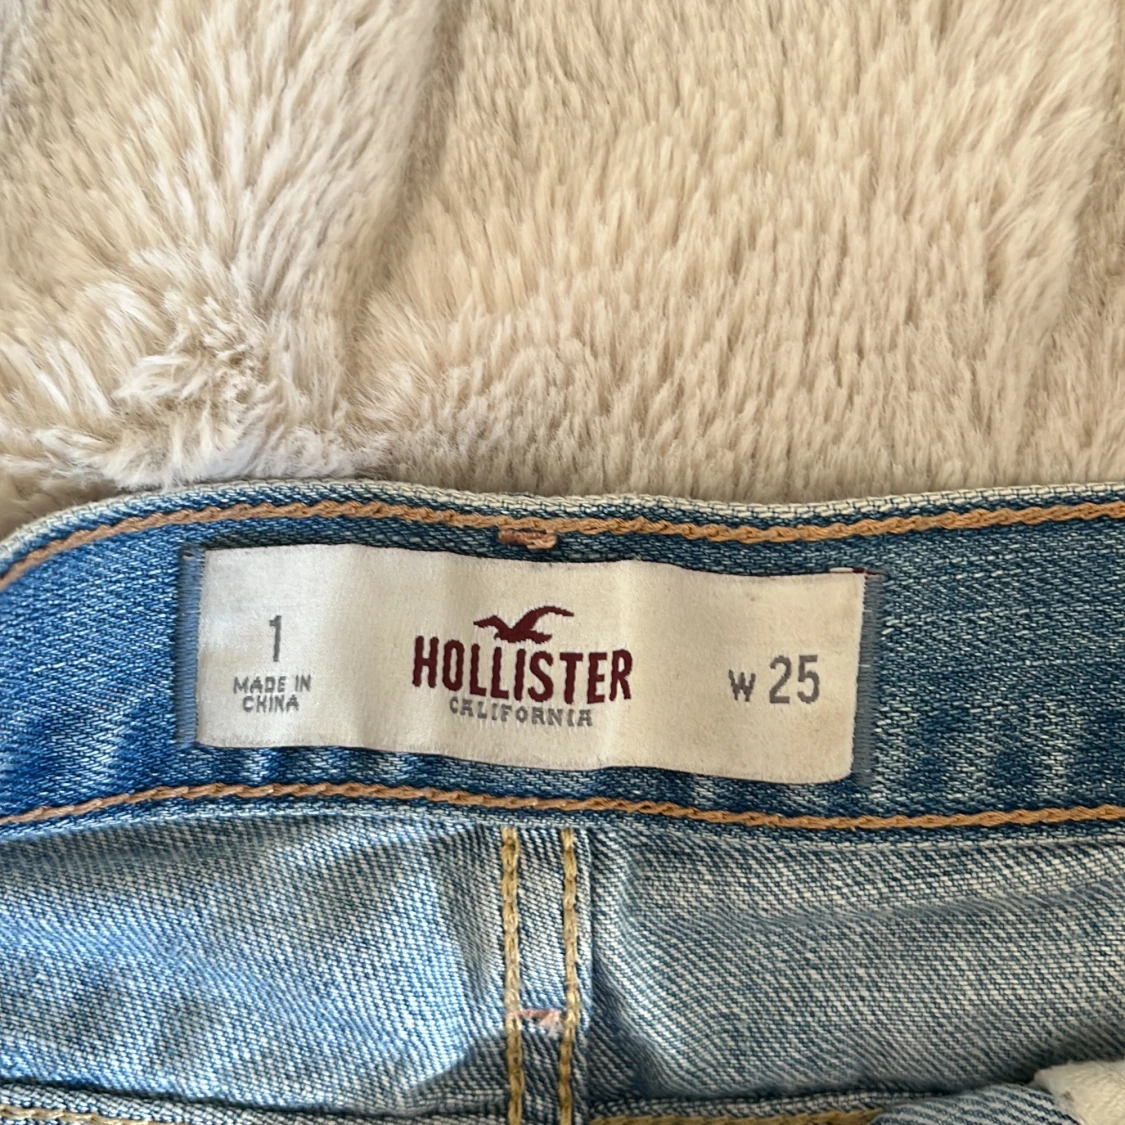 1
MADE IN
CHINA
HOLLISTER
CALIFORNIA
W 25